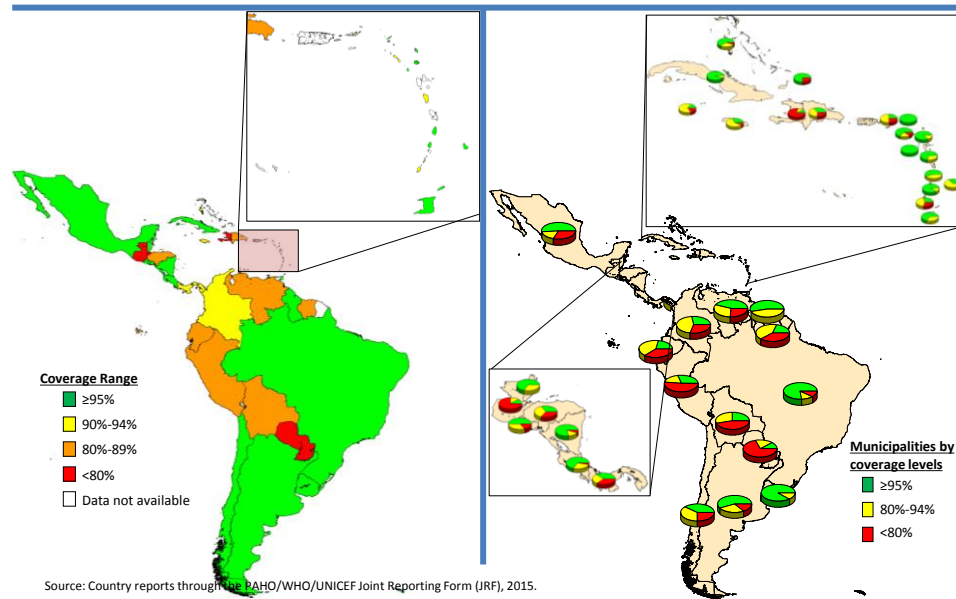 Coverage Range
≥95%
90%-94%
80%-89%
<80%
Data not available
Municipalities by
coverage levels
≥95%
80%-94%
<80%
Source: Country reports through the PAHO/WHO/UNICEF Joint Reporting Form (JRF), 2015.